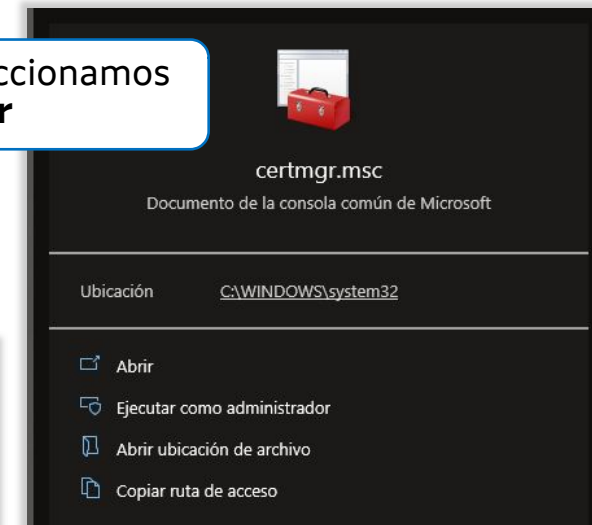 ccionamos
r
certmgr.msc
Documento de la consola común de Microsoft
Ubicación C:\WINDOWS\system32
Abrir
Ejecutar como administrador
Abrir ubicación de archivo
Copiar ruta de acceso